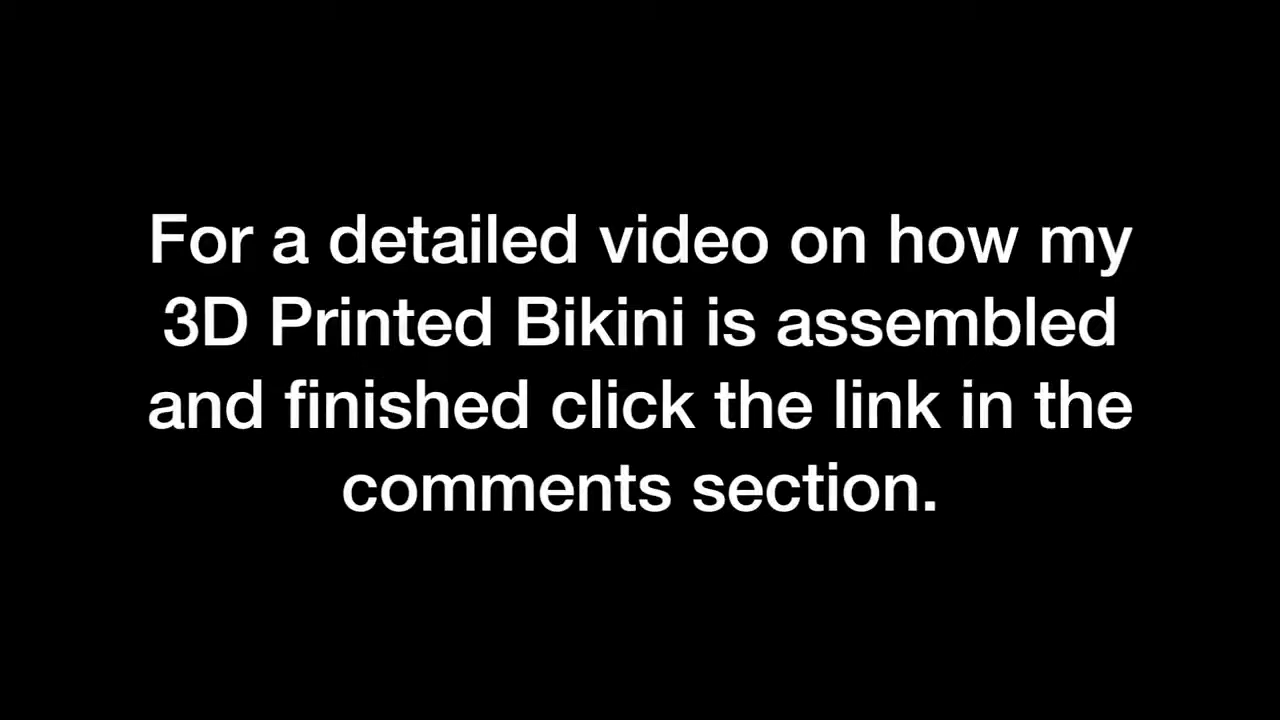 For a detailed video on how my
3D Printed Bikini is assembled
and finished click the link in the
comments section.